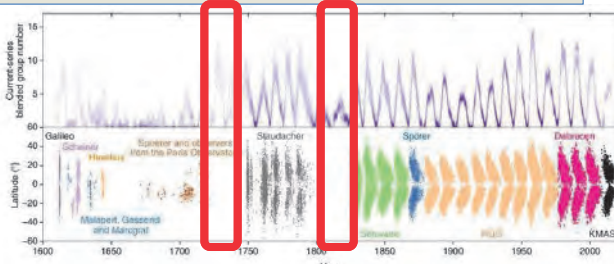 Current-series
blended group number
15
10
5
60
Galileo
Scheiner
Hevelius
Spörer and observers
from the Paris Observato
Staudacher
Spörer
Debrecen
Malapert, Gassendi
and Marcgraf
Schwabe
RGO
KMAS
Latitude (°)
40
20
0
−20
−40
−60
1600
1650
1700
1750
1800
1850
1900
1950
2000